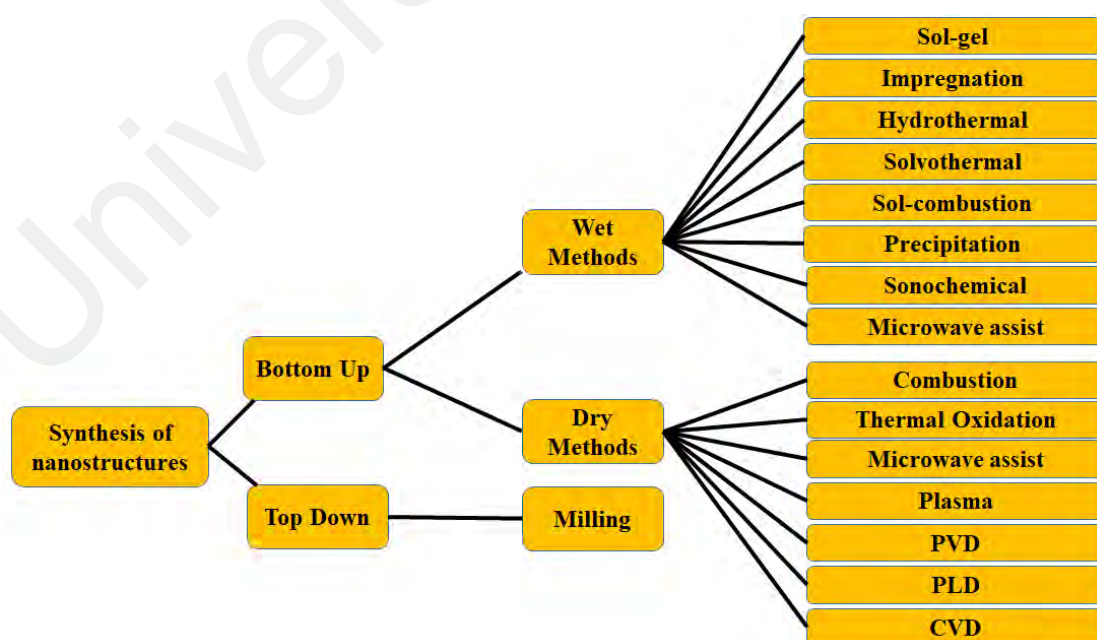 Univer
Synthesis of
nanostructures
Bottom Up
Top Down
Wet
Methods
Dry
Methods
Milling
Sol-gel
Impregnation
Hydrothermal
Solvothermal
Sol-combustion
Precipitation
Sonochemical
Microwave assist
Combustion
Thermal Oxidation
Microwave assist
Plasma
PVD
PLD
CVD